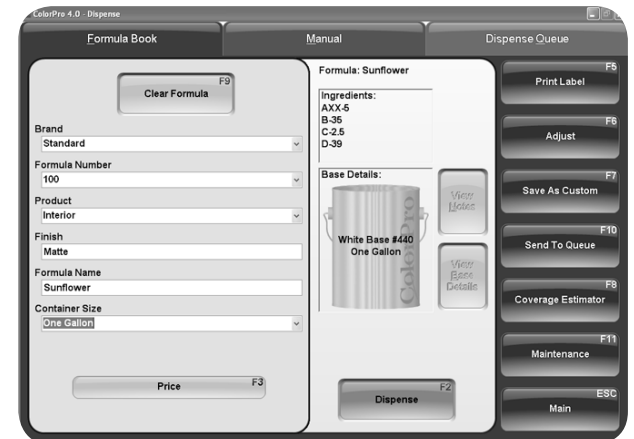 ColorPro 4.0 - Dispense
Formula Book
Manual
Dispense Queue
F9
Clear Formula
Brand
Standard
Formula Number
100
Product
Interior
Finish
Matte
Formula Name
Sunflower
Container Size
One Gallon
Price F3
Formula: Sunflower
Ingredients:
AXX-5
B-35
C-2.5
D-39
Base Details:
White Base #440
One Gallon
ColorPro
View
Notes
View
Base
Details
F2
Dispense
F5
Print Label
F6
Adjust
F7
Save As Custom
F10
Send To Queue
F8
Coverage Estimator
F11
Maintenance
ESC
Main